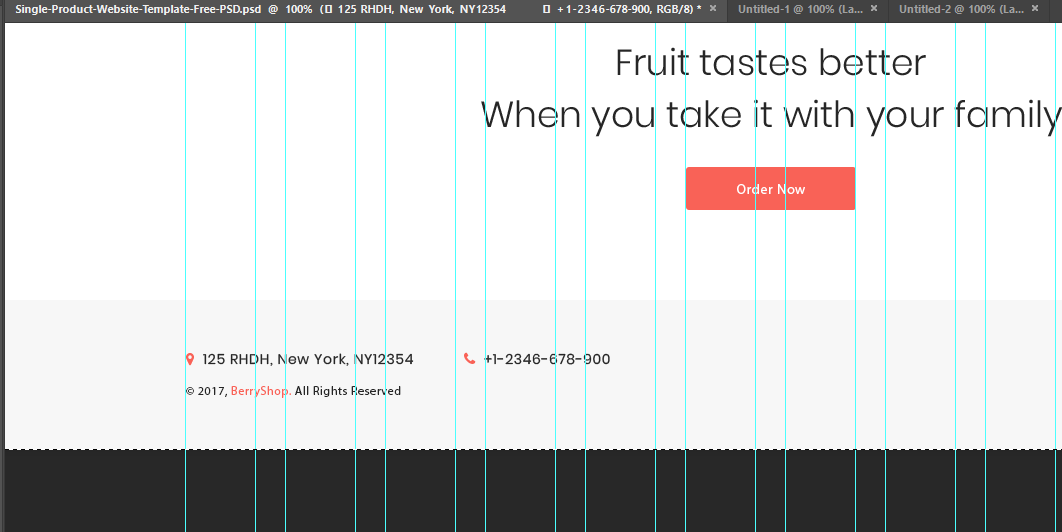 Single-Product-Website-Template-Free-PSD.psd @ 100% ( 125 RHDH, New York, NY12354 +1-2346-678-900, RGB/8) * × Untitled-1 @ 100% (La... × Untitled-2 @ 100% (La... ×
Fruit tastes better
When you take it with your family
Order Now
125 RHDH, New York, NY12354 +1-2346-678-900
© 2017, BerryShop. All Rights Reserved